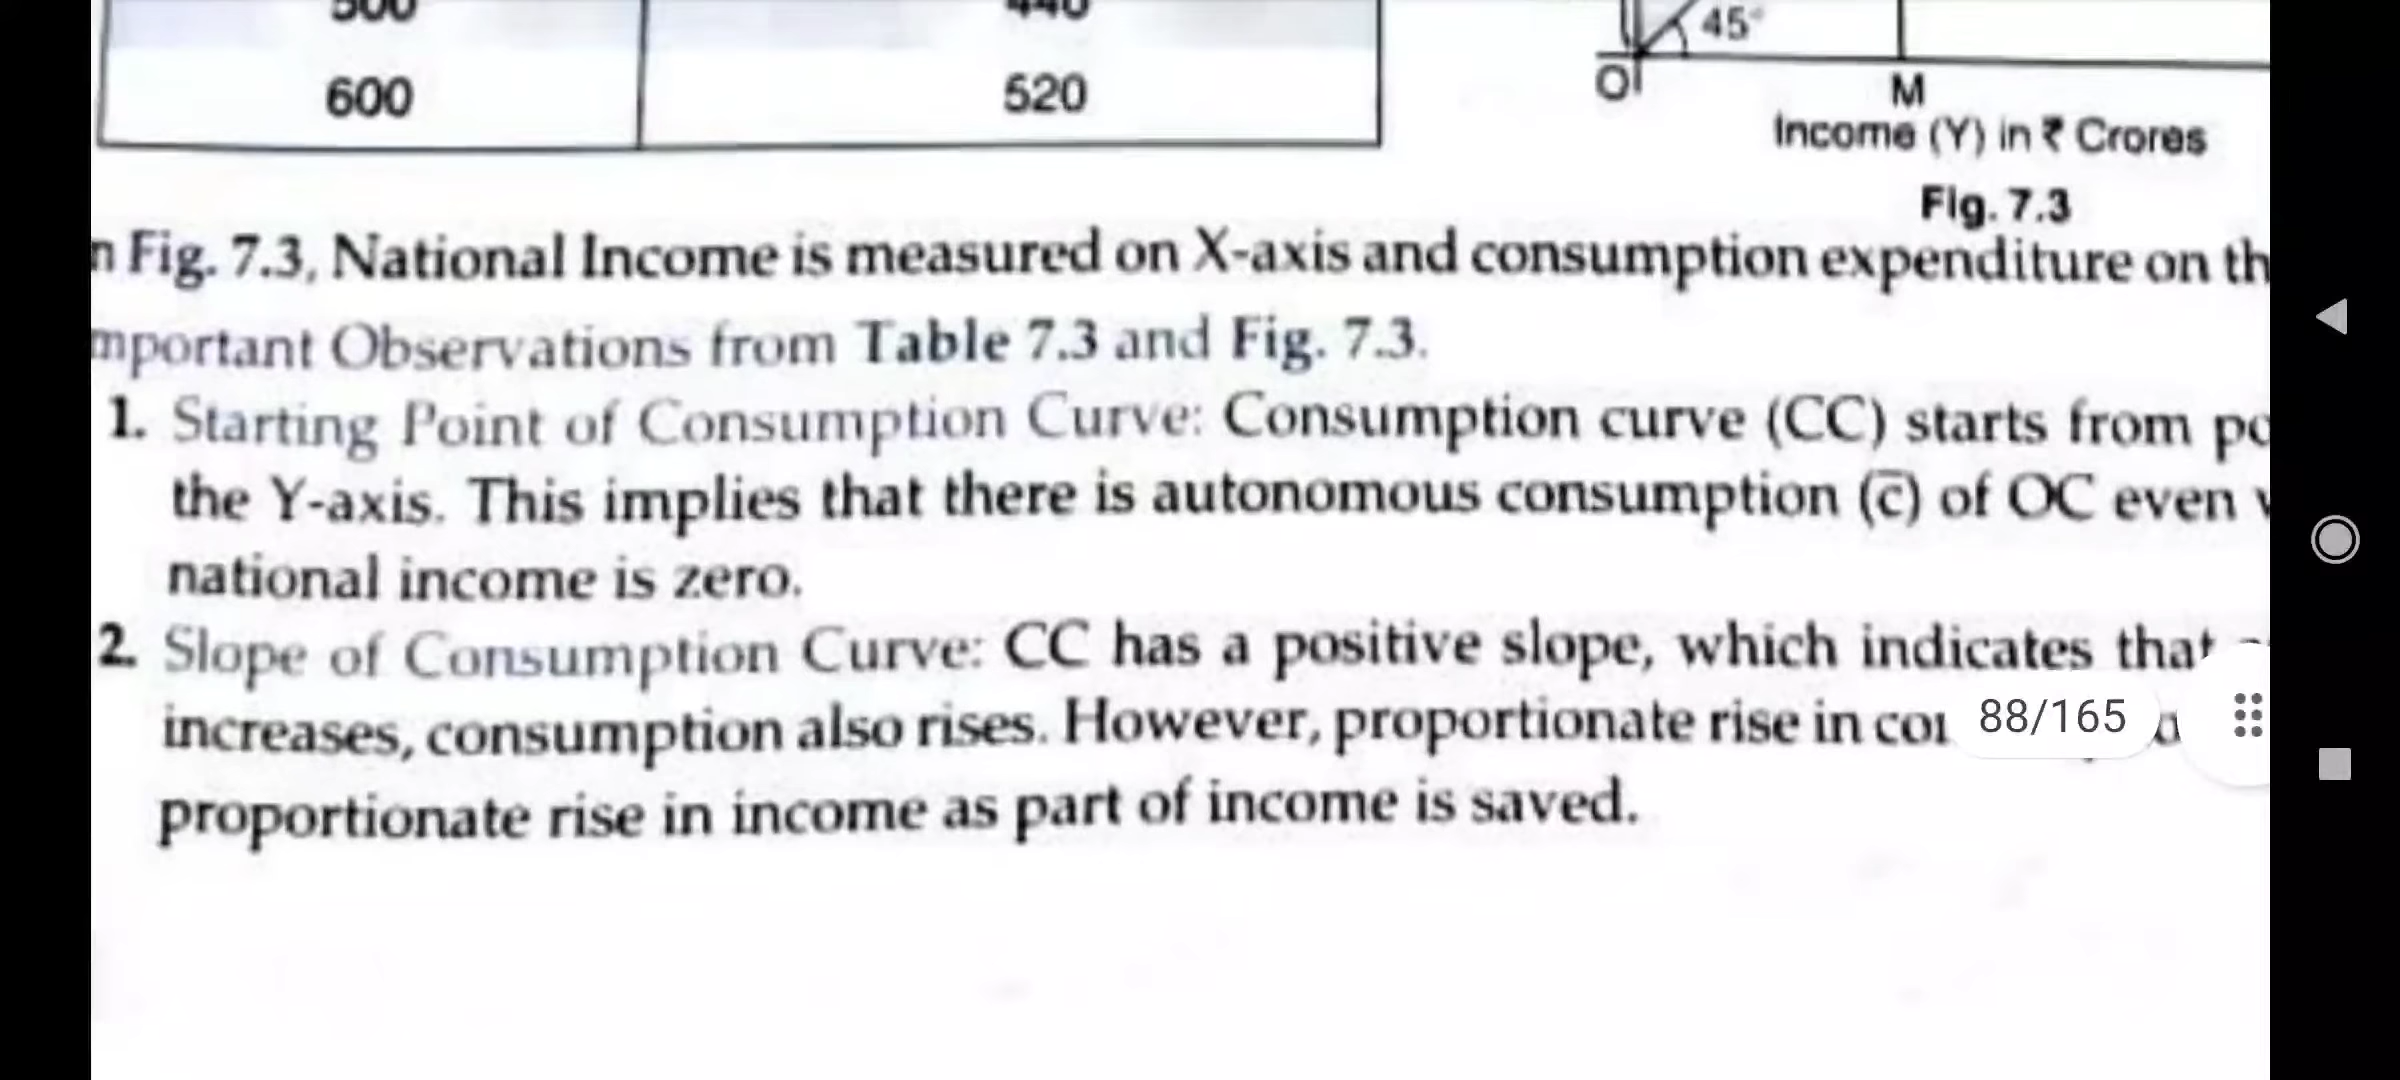 500
440
600
520
45°
O
M
Income (Y) in ₹ Crores
Fig. 7.3
n Fig. 7.3, National Income is measured on X-axis and consumption expenditure on th
mportant Observations from Table 7.3 and Fig. 7.3.
1. Starting Point of Consumption Curve: Consumption curve (CC) starts from po
the Y-axis. This implies that there is autonomous consumption (c̅) of OC even
national income is zero.
2. Slope of Consumption Curve: CC has a positive slope, which indicates that
increases, consumption also rises. However, proportionate rise in con
88/165
proportionate rise in income as part of income is saved.